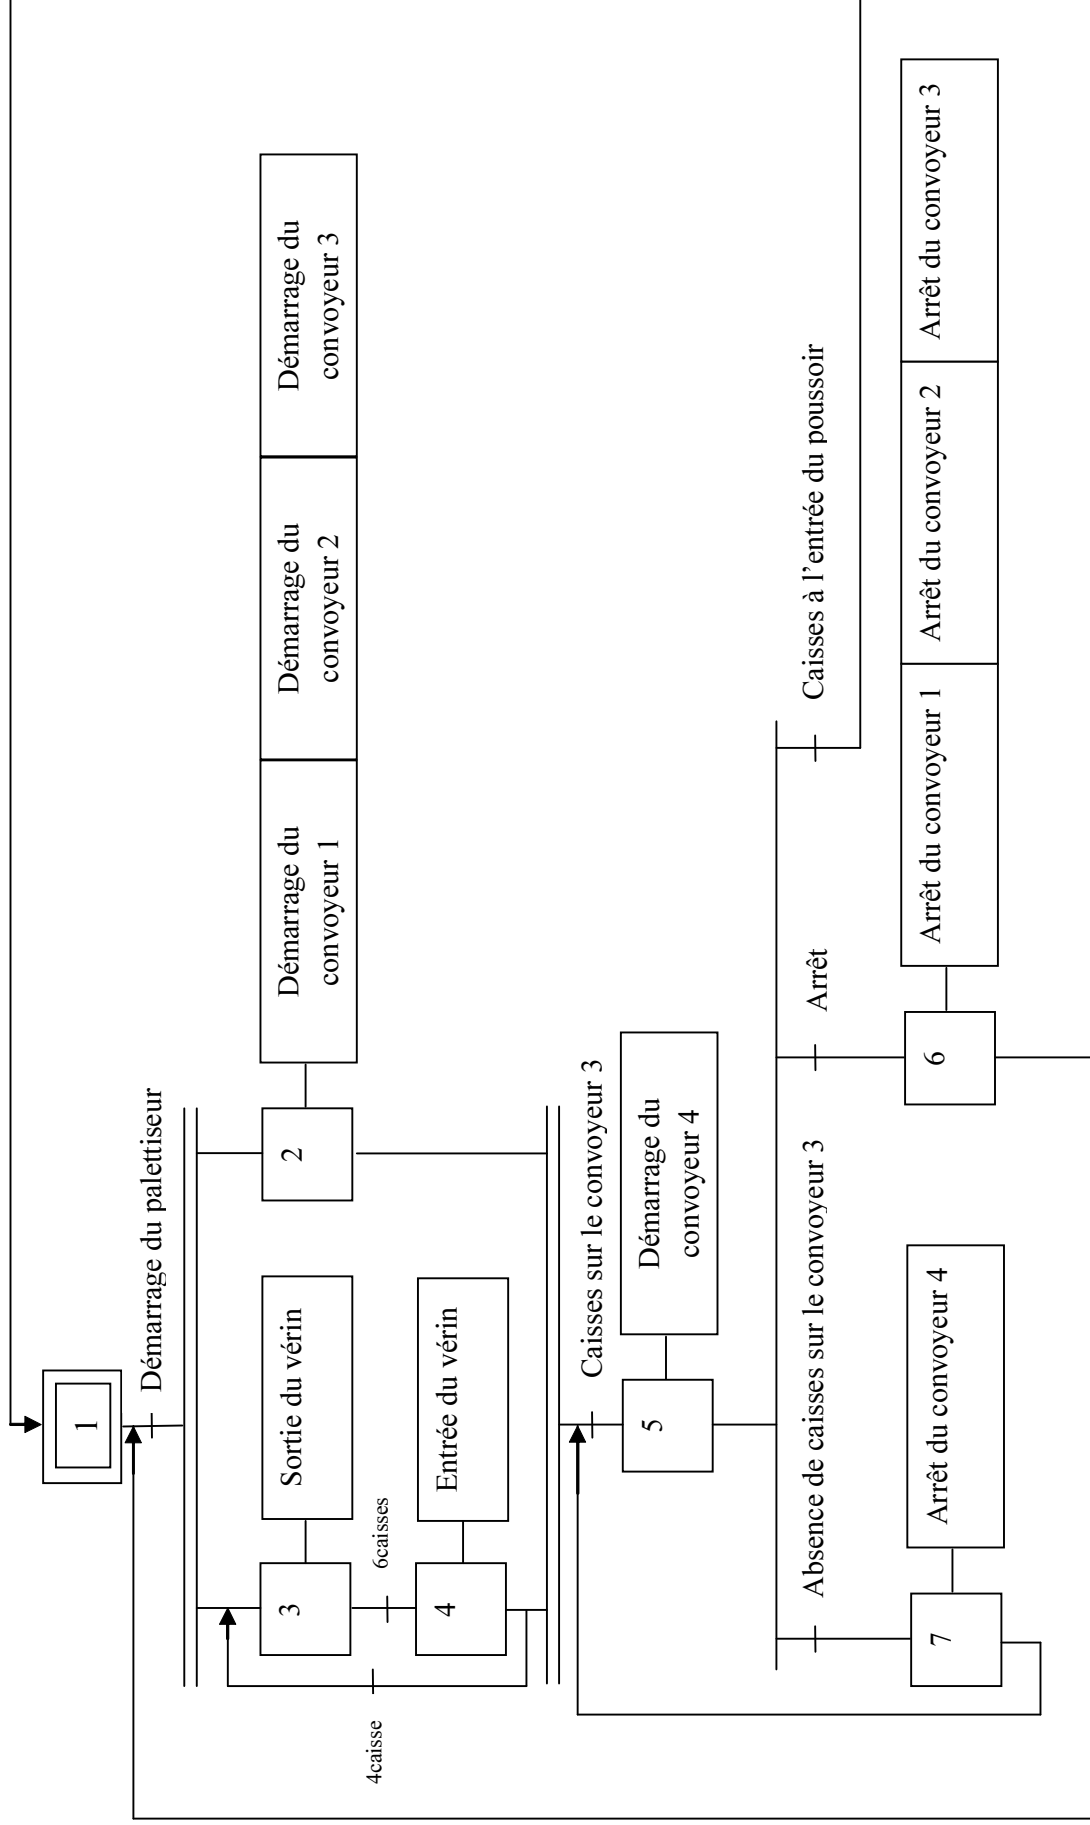 1
Démarrage du palettiseur
3
Sortie du vérin
2
Démarrage du
convoyeur 1
Démarrage du
convoyeur 2
Démarrage du
convoyeur 3
4caisse
6caisses
4
Entrée du vérin
Caisses sur le convoyeur 3
5
Démarrage du
convoyeur 4
Absence de caisses sur le convoyeur 3
Arrêt
Caisses à l’entrée du poussoir
7
Arrêt du convoyeur 4
6
Arrêt du convoyeur 1
Arrêt du convoyeur 2
Arrêt du convoyeur 3